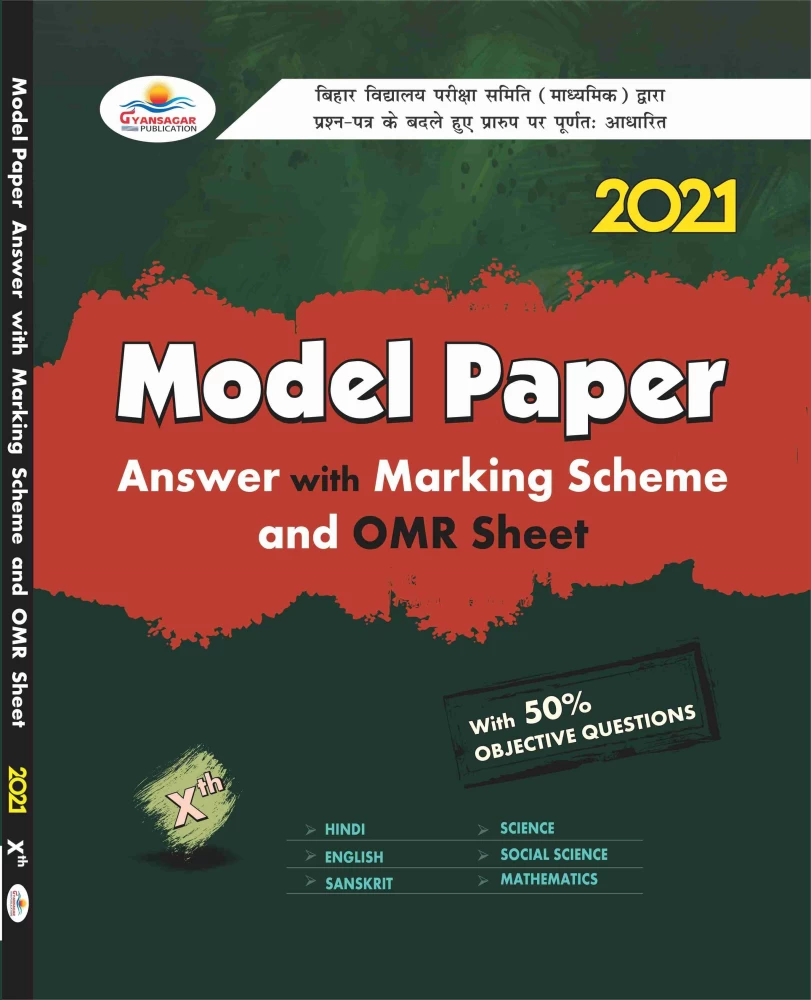 Model Paper Answer with Marking Scheme and OMR Sheet 2021 Xth
GYANSAGAR
PUBLICATION
बिहार विद्यालय परीक्षा समिति ( माध्यमिक ) द्वारा
प्रश्न-पत्र के बदले हुए प्रारुप पर पूर्णतः आधारित
2021
Model Paper
Answer with Marking Scheme
and OMR Sheet
With 50%
OBJECTIVE QUESTIONS
Xth
HINDI
ENGLISH
SANSKRIT
SCIENCE
SOCIAL SCIENCE
MATHEMATICS